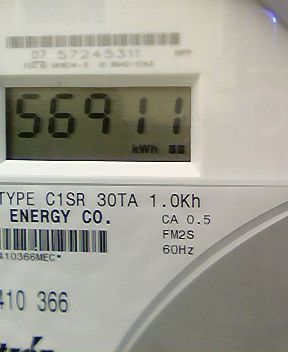 07 57245311
56911
kWh
TYPE C1SR 30TA 1.0Kh
ENERGY CO.
CA 0.5
FM2S
60Hz
410366MEC*
410 366